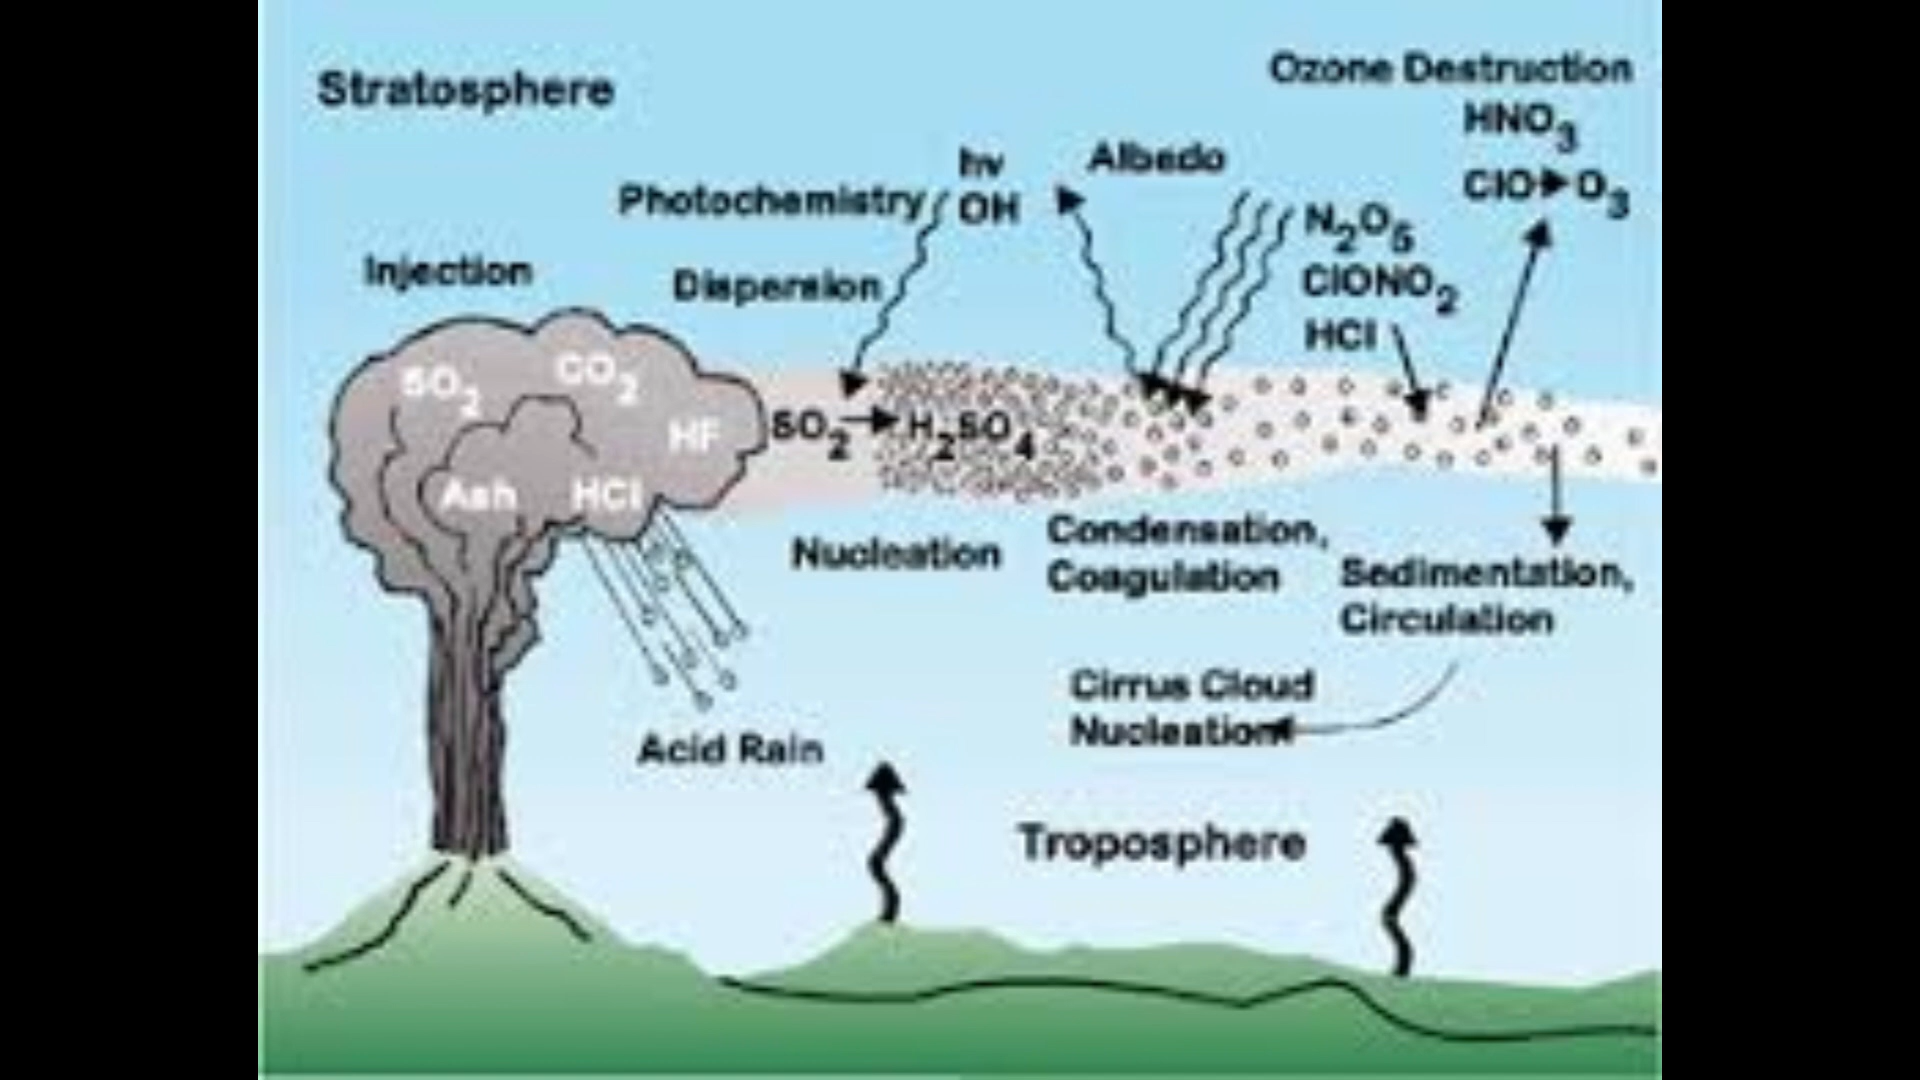 Stratosphere
Ozone Destruction
HNO3
ClO O3
hv
OH
Albedo
Photochemistry
N2O5
ClONO2
HCl
Injection
Dispersion
SO2
CO2
HF
Ash
HCl
SO2 H2SO4
Nucleation
Condensation,
Coagulation
Sedimentation,
Circulation
Cirrus Cloud
Nucleation
Acid Rain
Troposphere